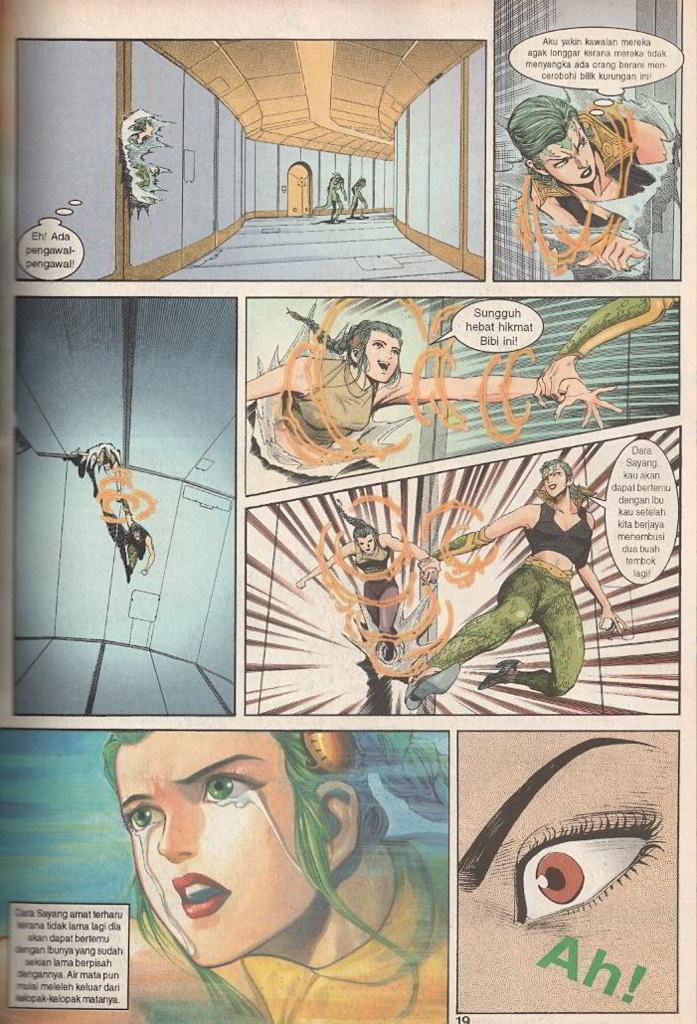 Eh! Ada
pengawal-
pengawal!
Aku yakin kawalan mereka
agak longgar kerana mereka tidak
menyangka ada orang berani men-
cerobohi bilik kurungan ini!
Sungguh
hebat hikmat
Bibi ini!
Dara
Sayang,
kau akan
dapat bertemu
dengan Ibu
kau setelah
kita berjaya
menembusi
dua buah
tembok
lagi!
Dara Sayang amat terharu
kerana tidak lama lagi dia
akan dapat bertemu
dengan Ibunya yang sudah
sekian lama berpisah
dengannya. Air mata pun
mulai meleleh keluar dari
kelopak-kelopak matanya.
Ah!
19